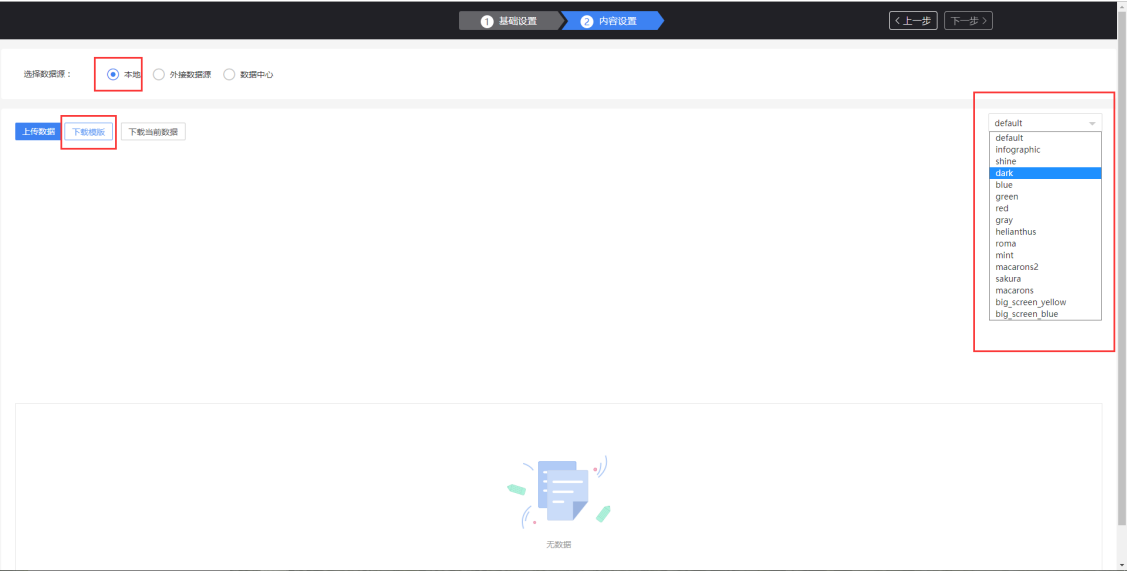 1 基础设置 2 内容设置 <上一步 下一步>
选择数据源： 本地 外接数据源 数据中心
上传数据 下载模版 下载当前数据
default
default
infographic
shine
dark
blue
green
red
gray
helianthus
roma
mint
macarons2
sakura
macarons
big_screen_yellow
big_screen_blue
无数据